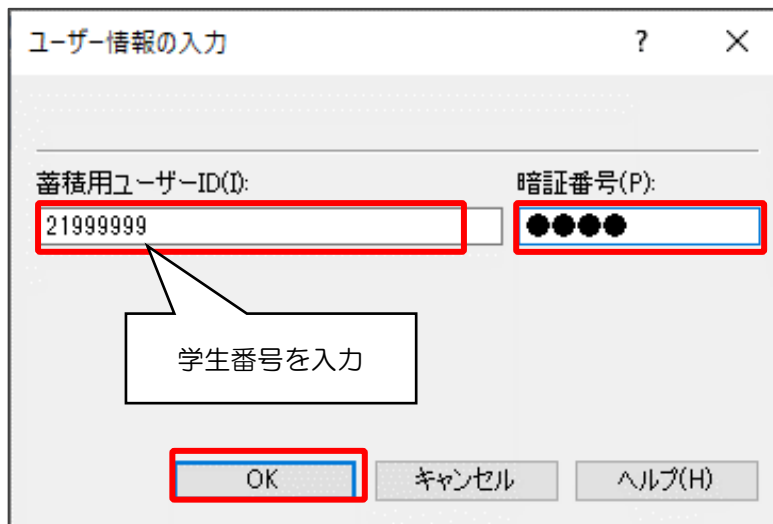 ユーザー情報の入力 ? ×
蓄積用ユーザーID(I): 暗証番号(P):
21999999 ●●●●
学生番号を入力
OK キャンセル ヘルプ(H)